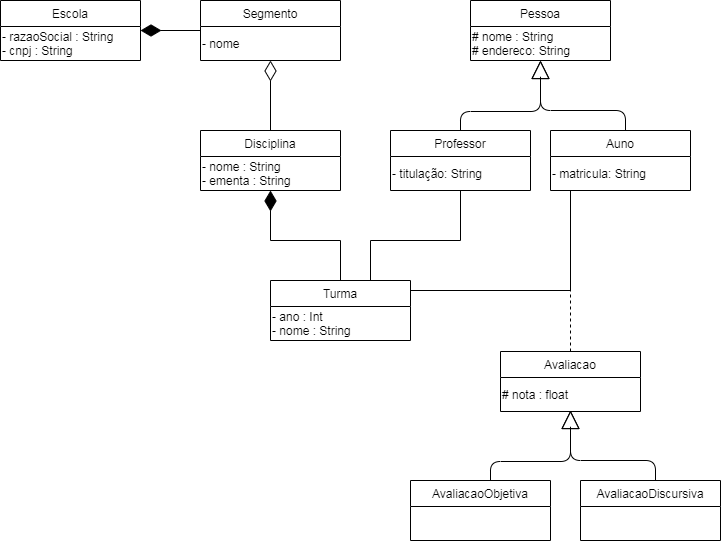 Escola
- razaoSocial : String
- cnpj : String
Segmento
- nome
Pessoa
# nome : String
# endereco: String
Disciplina
- nome : String
- ementa : String
Professor
- titulação: String
Auno
- matricula: String
Turma
- ano : Int
- nome : String
Avaliacao
# nota : float
AvaliacaoObjetiva
AvaliacaoDiscursiva